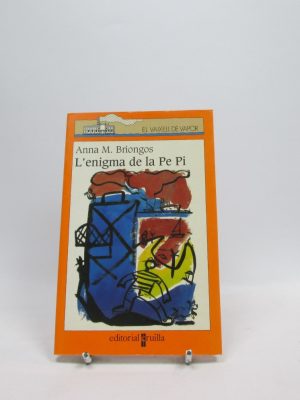 EL VAIXELL DE VAPOR
Anna M. Briongos
L'enigma de la Pe Pi
editorial cruïlla